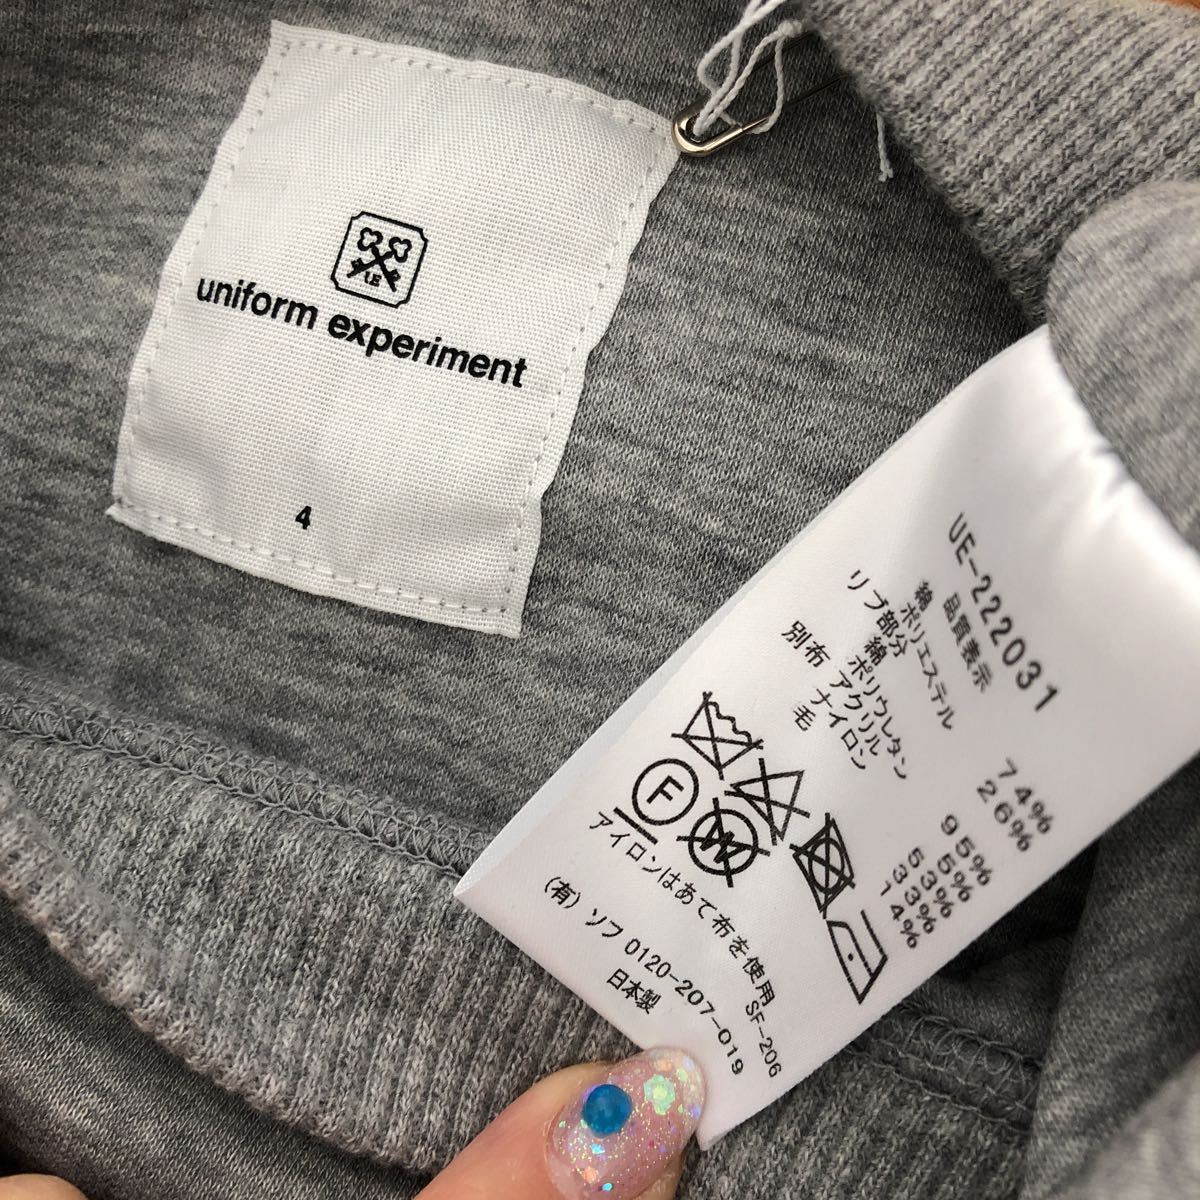 UE
uniform experiment
4
UE-222031
品質表示
綿 74%
ポリエステル 26%
リブ部分
綿 95%
ポリウレタン 5%
別布 アクリル 53%
ナイロン 33%
毛 14%
F
W
アイロンはあて布を使用
SF-206
(有)ソフ 0120-207-019
日本製